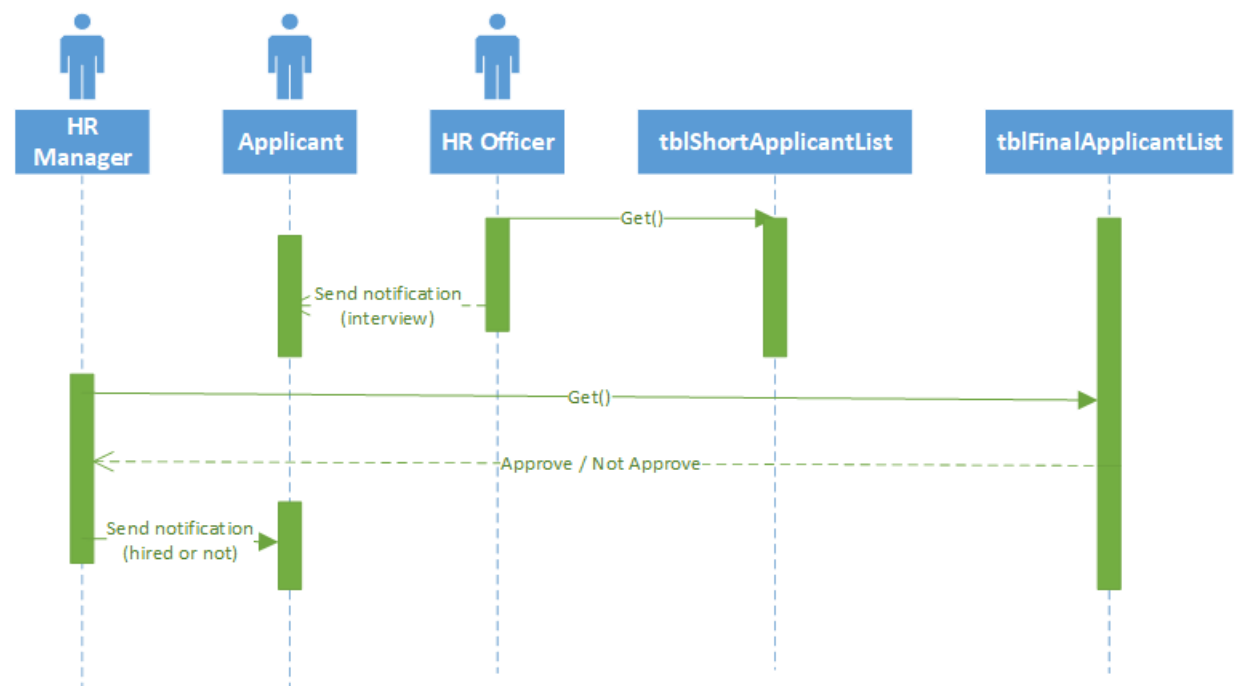 HR
Manager
Applicant
HR Officer
tblShortApplicantList
tblFinalApplicantList
Get()
Send notification
(interview)
Get()
Approve / Not Approve
Send notification
(hired or not)